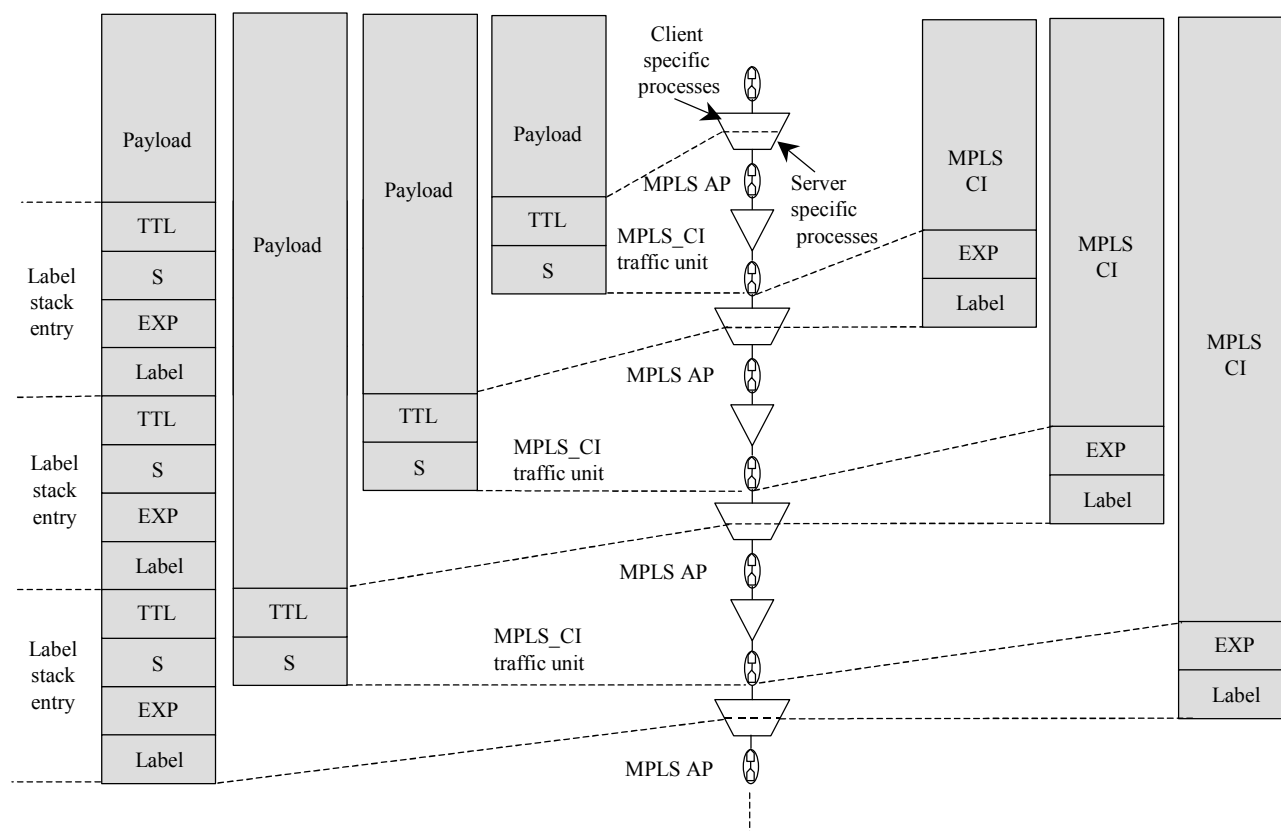 Client
specific
processes
Payload
Payload
Payload
Payload
MPLS
CI
MPLS
CI
MPLS
CI
MPLS AP
Server
specific
processes
Label
stack
entry
TTL
S
EXP
Label
TTL
S
MPLS_CI
traffic unit
EXP
Label
MPLS AP
Label
stack
entry
TTL
S
EXP
Label
TTL
S
MPLS_CI
traffic unit
EXP
Label
MPLS AP
Label
stack
entry
TTL
S
EXP
Label
TTL
S
MPLS_CI
traffic unit
EXP
Label
MPLS AP